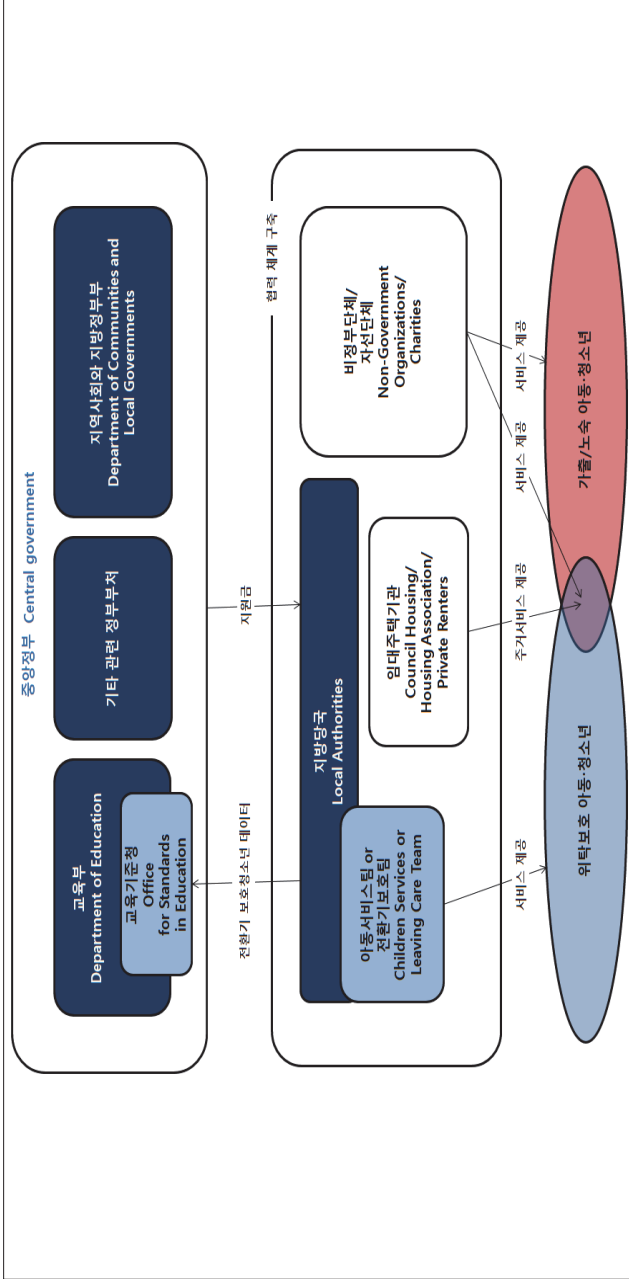 중앙정부 Central government
교육부
Department of Education
교육기준청
Office
for Standards
in Education
기타 관련 정부부처
지역사회와 지방정부부
Department of Communities and
Local Governments
전환기 보호청소년 데이터
지원금
협력 체계 구축
지방당국
Local Authorities
아동서비스팀 or
전환기보호팀
Children Services or
Leaving Care Team
임대주택기관
Council Housing/
Housing Association/
Private Renters
비정부단체/
자선단체
Non-Government
Organizations/
Charities
서비스 제공
주거서비스 제공
서비스 제공
서비스 제공
위탁보호 아동·청소년
가출/노숙 아동·청소년